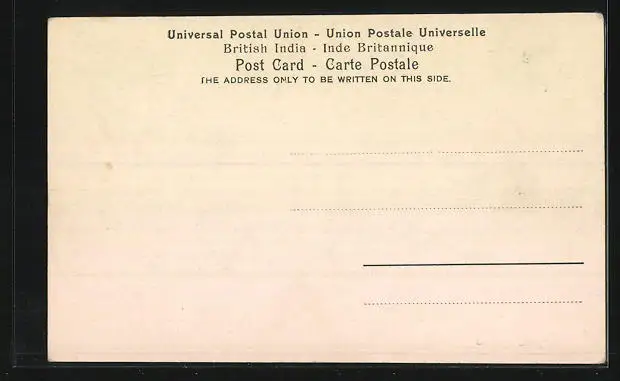 Universal Postal Union - Union Postale Universelle
British India - Inde Britannique
Post Card - Carte Postale
THE ADDRESS ONLY TO BE WRITTEN ON THIS SIDE.